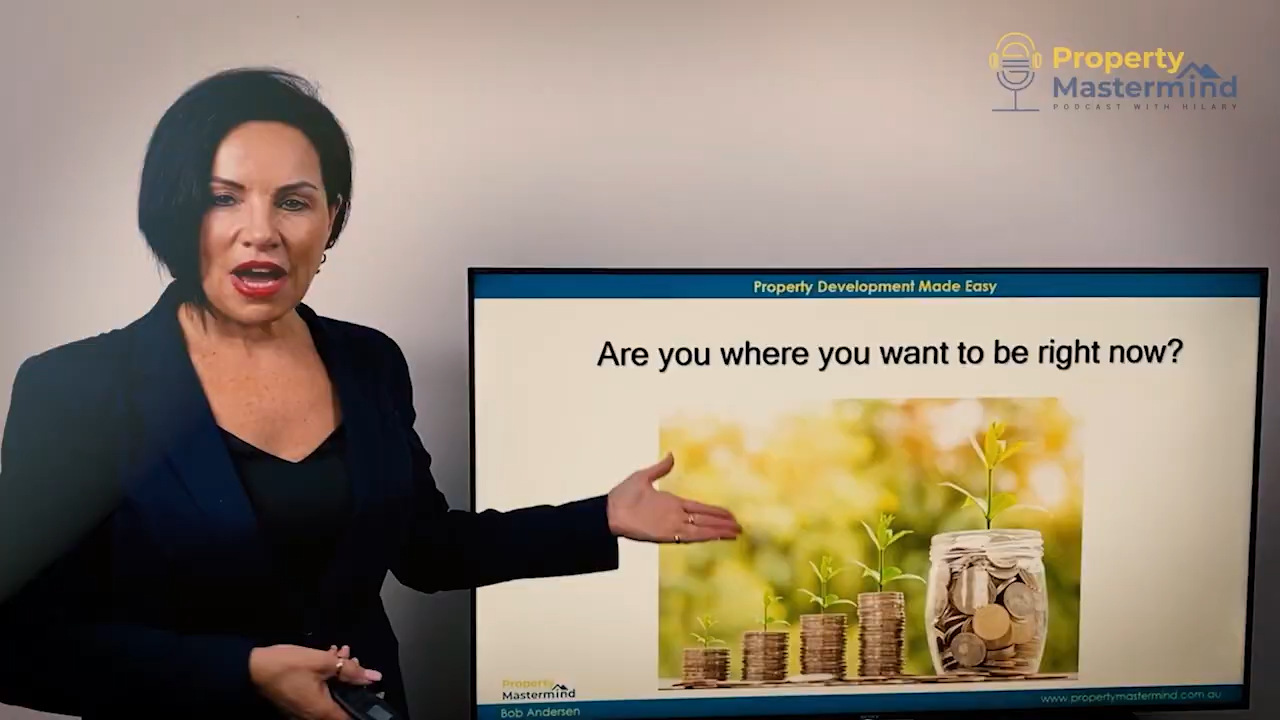 Property
Mastermind
PODCAST WITH HILARY
Property Development Made Easy
Are you where you want to be right now?
Property
Mastermind
Bob Andersen
www.propertymastermind.com.au